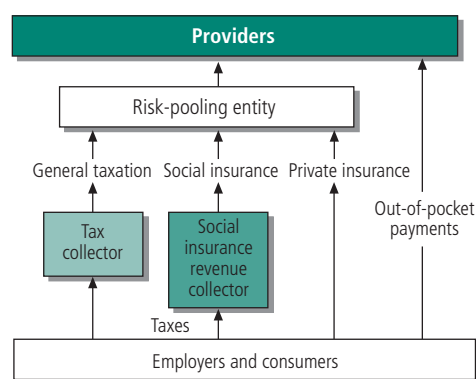 Providers
Risk-pooling entity
General taxation
Social insurance
Private insurance
Out-of-pocket
payments
Tax
collector
Social
insurance
revenue
collector
Taxes
Employers and consumers